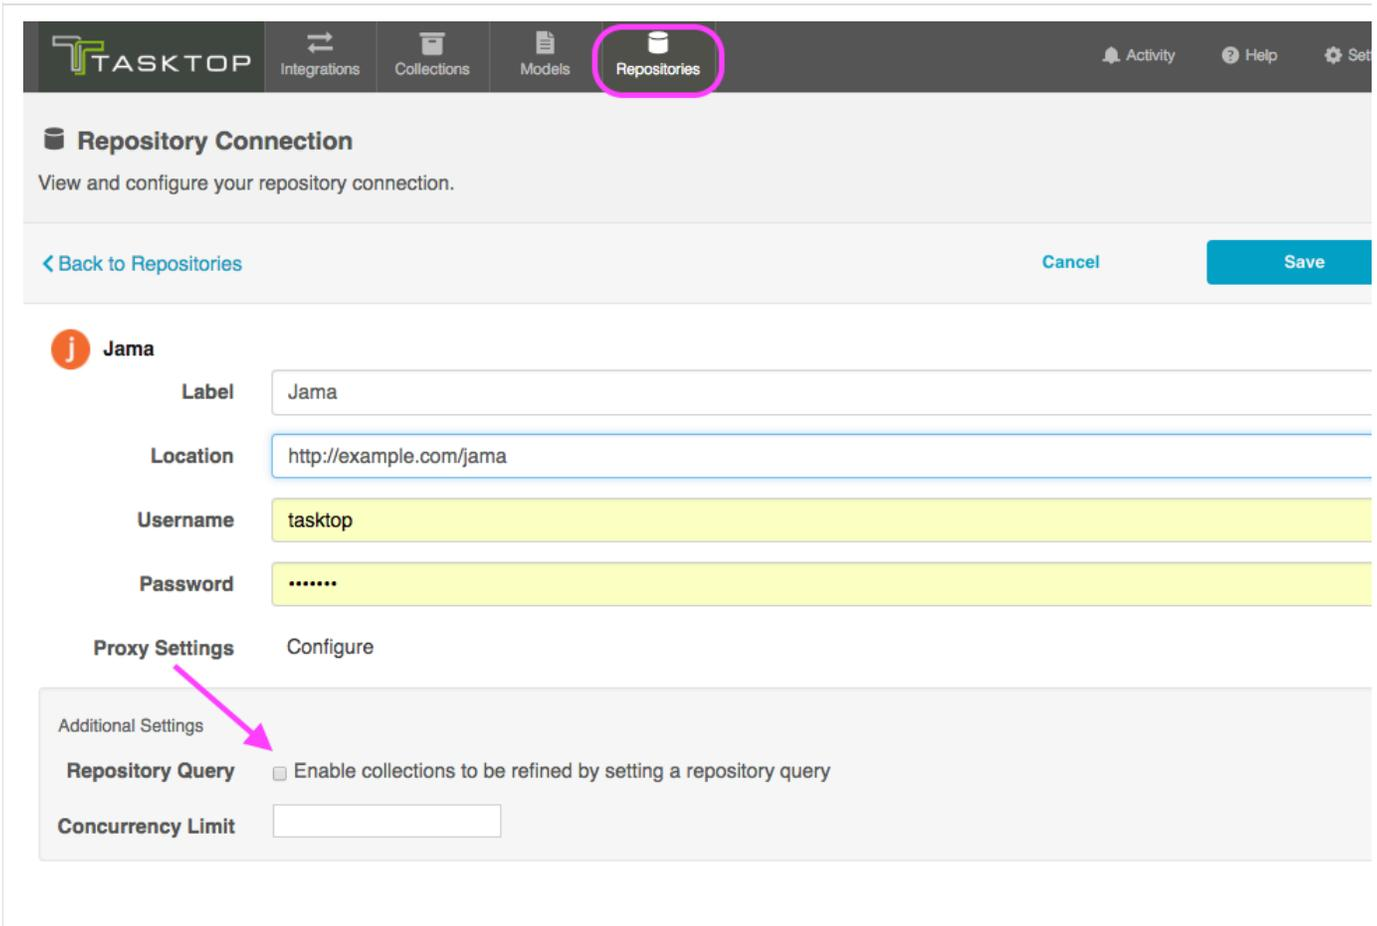 TASKTOP
Integrations
Collections
Models
Repositories
Activity
Help
Repository Connection
View and configure your repository connection.
Back to Repositories
Cancel
Save
j Jama
Label Jama
Location http://example.com/jama
Username tasktop
Password •••••••
Proxy Settings Configure
Additional Settings
Repository Query Enable collections to be refined by setting a repository query
Concurrency Limit